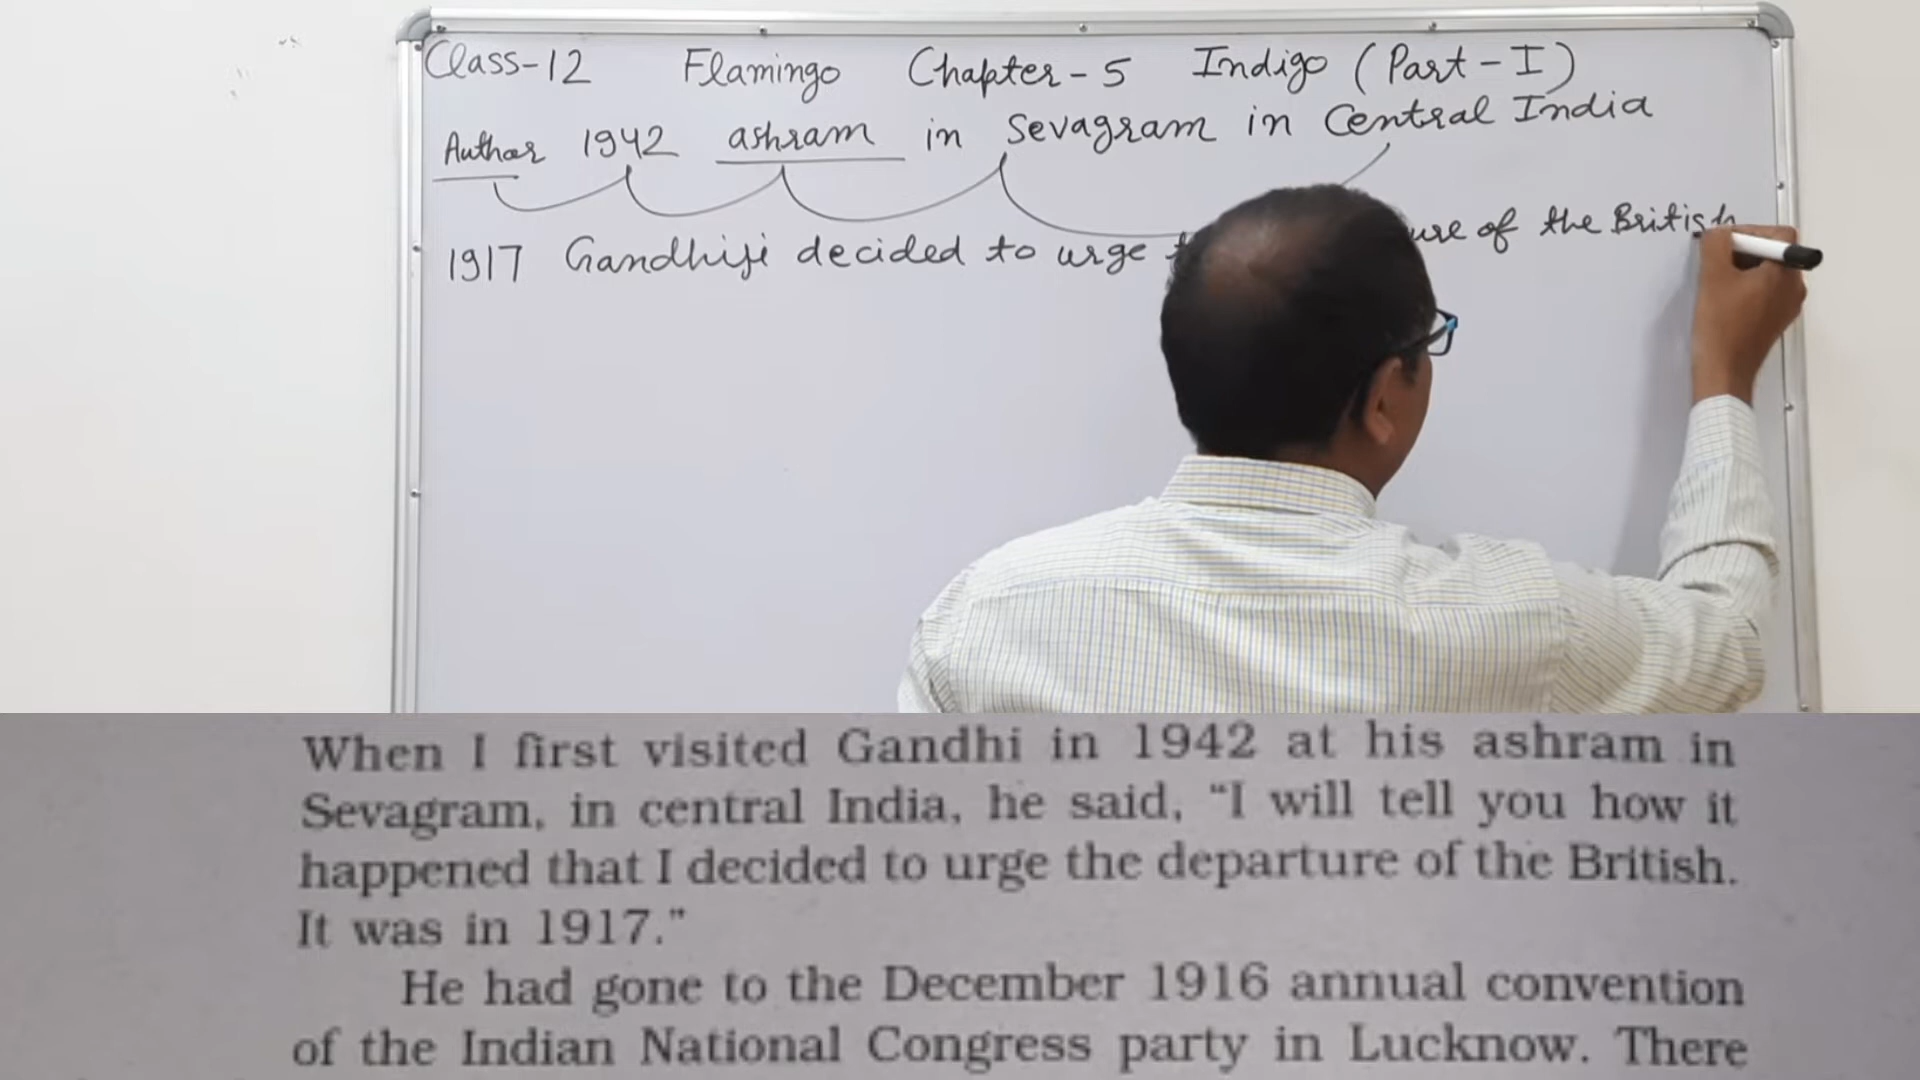 Class-12 Flamingo Chapter-5 Indigo (Part-I)
Author 1942 ashram in Sevagram in Central India
1917 Gandhiji decided to urge ure of the British
When I first visited Gandhi in 1942 at his ashram in
Sevagram, in central India, he said, “I will tell you how it
happened that I decided to urge the departure of the British.
It was in 1917.”
He had gone to the December 1916 annual convention
of the Indian National Congress party in Lucknow. There